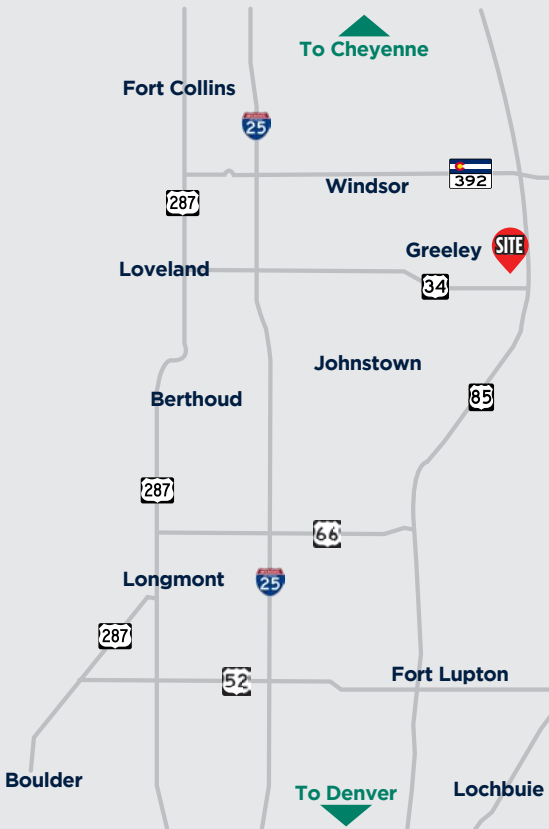 To Cheyenne
Fort Collins
25
392
Windsor
287
Greeley
SITE
Loveland
34
Johnstown
85
Berthoud
287
66
Longmont
25
287
52
Fort Lupton
Boulder
To Denver
Lochbuie